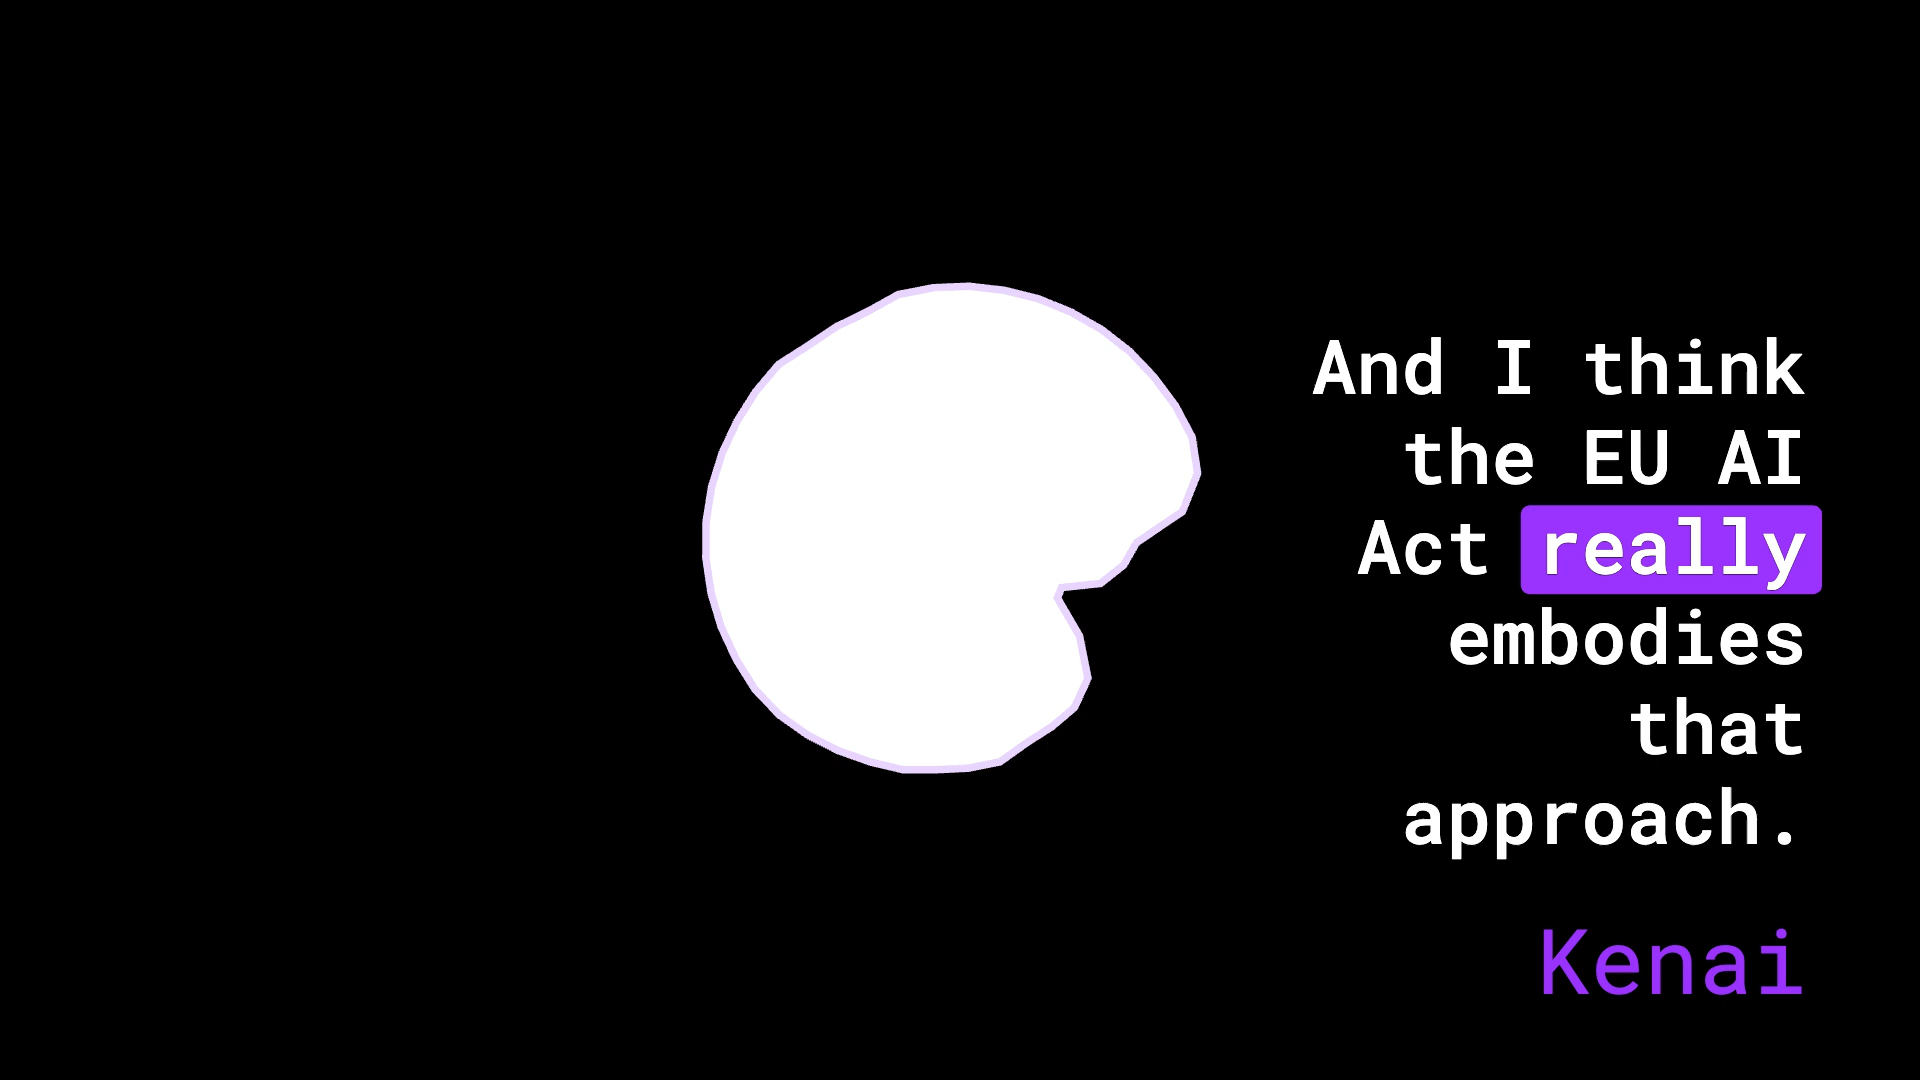 And I think
the EU AI
Act really
embodies
that
approach.
Kenai